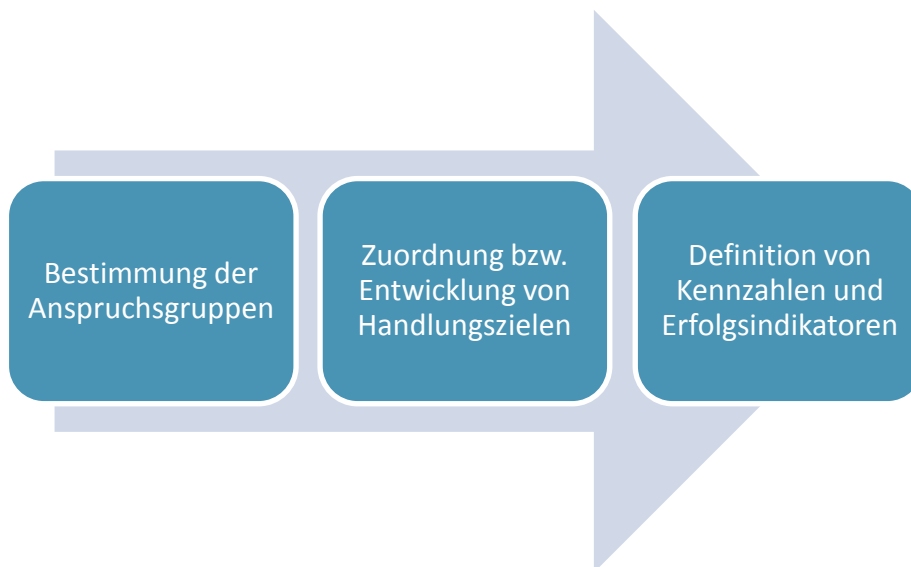 Bestimmung der
Anspruchsgruppen
Zuordnung bzw.
Entwicklung von
Handlungszielen
Definition von
Kennzahlen und
Erfolgsindikatoren